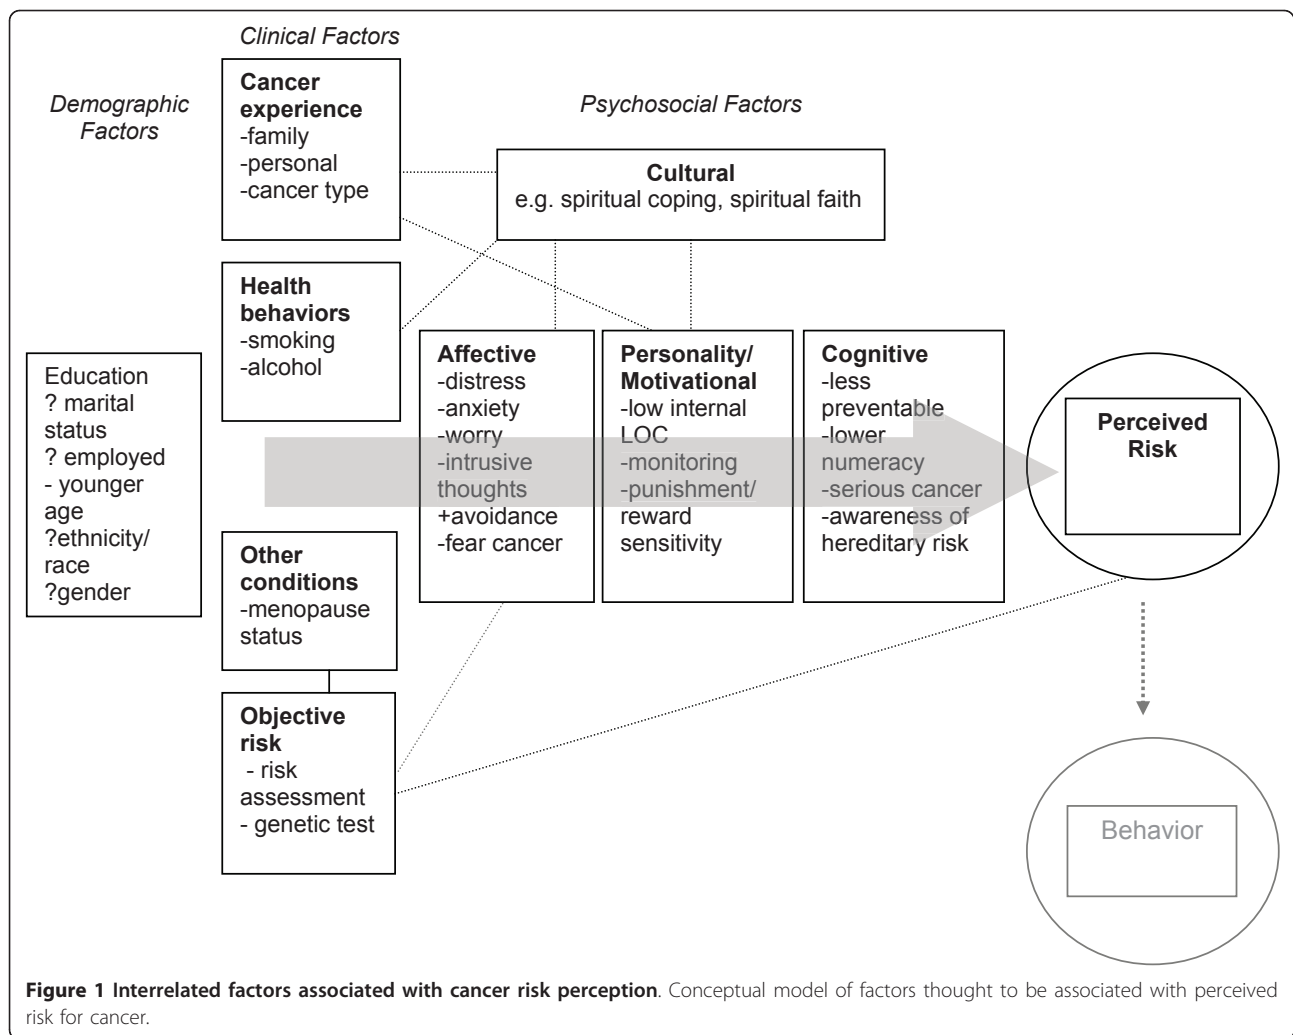 Clinical Factors
Demographic
Factors
Psychosocial Factors
Cancer
experience
-family
-personal
-cancer type
Cultural
e.g. spiritual coping, spiritual faith
Health
behaviors
-smoking
-alcohol
Education
? marital
status
? employed
- younger
age
?ethnicity/
race
?gender
Affective
-distress
-anxiety
-worry
-intrusive
thoughts
+avoidance
-fear cancer
Personality/
Motivational
-low internal
LOC
-monitoring
-punishment/
reward
sensitivity
Cognitive
-less
preventable
-lower
numeracy
-serious cancer
-awareness of
hereditary risk
Perceived
Risk
Other
conditions
-menopause
status
Objective
risk
- risk
assessment
- genetic test
Behavior
Figure 1 Interrelated factors associated with cancer risk perception. Conceptual model of factors thought to be associated with perceived
risk for cancer.